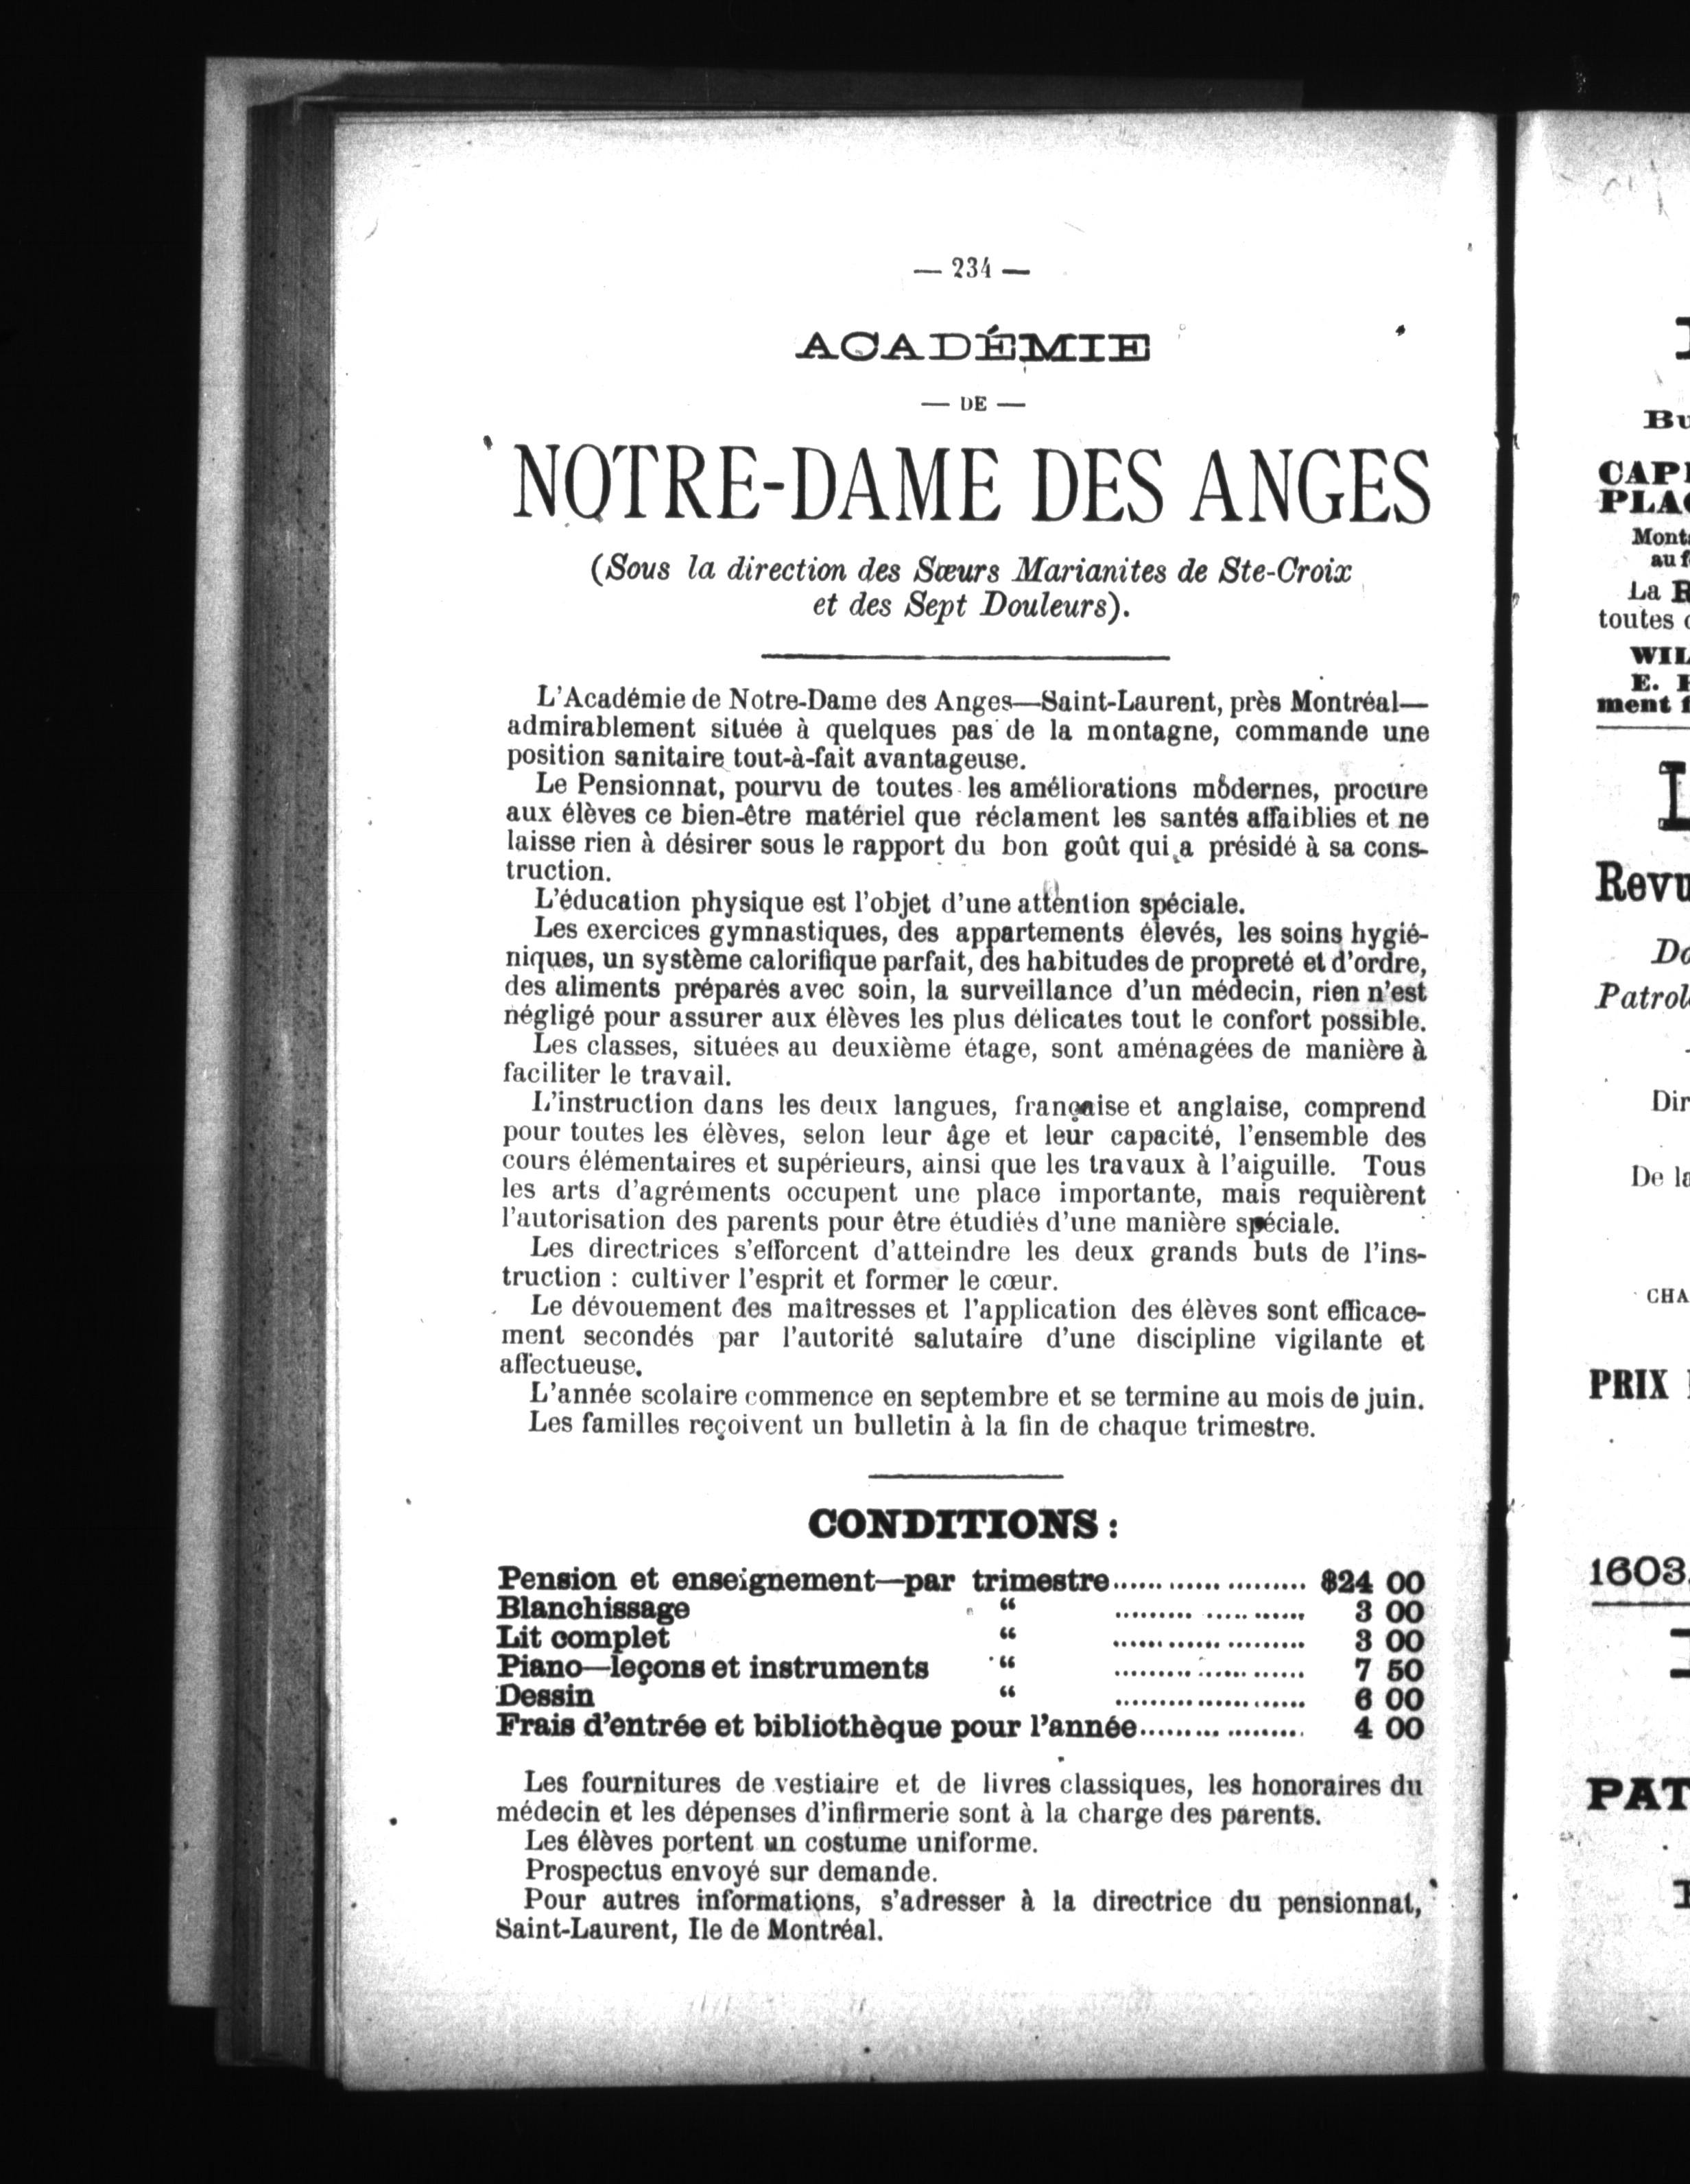 — 234 —
ACADÉMIE
— DE —
NOTRE-DAME DES ANGES
(Sous la direction des Sœurs Marianites de Ste-Croix
et des Sept Douleurs).
L'Académie de Notre-Dame des Anges—Saint-Laurent, près Montréal—
admirablement située à quelques pas de la montagne, commande une
position sanitaire tout-à-fait avantageuse.
Le Pensionnat, pourvu de toutes les améliorations modernes, procure
aux élèves ce bien-être matériel que réclament les santés affaiblies et ne
laisse rien à désirer sous le rapport du bon goût qui a présidé à sa cons-
truction.
L'éducation physique est l'objet d'une attention spéciale.
Les exercices gymnastiques, des appartements élevés, les soins hygié-
niques, un système calorifique parfait, des habitudes de propreté et d'ordre,
des aliments préparés avec soin, la surveillance d'un médecin, rien n'est
négligé pour assurer aux élèves les plus délicates tout le confort possible.
Les classes, situées au deuxième étage, sont aménagées de manière à
faciliter le travail.
L'instruction dans les deux langues, française et anglaise, comprend
pour toutes les élèves, selon leur âge et leur capacité, l'ensemble des
cours élémentaires et supérieurs, ainsi que les travaux à l'aiguille. Tous
les arts d'agréments occupent une place importante, mais requièrent
l'autorisation des parents pour être étudiés d'une manière spéciale.
Les directrices s'efforcent d'atteindre les deux grands buts de l'ins-
truction : cultiver l'esprit et former le cœur.
Le dévouement des maîtresses et l'application des élèves sont efficace-
ment secondés par l'autorité salutaire d'une discipline vigilante et
affectueuse.
L'année scolaire commence en septembre et se termine au mois de juin.
Les familles reçoivent un bulletin à la fin de chaque trimestre.
CONDITIONS :
Pension et enseignement—par trimestre..................... $24 00
Blanchissage “ ..................... 3 00
Lit complet “ ..................... 3 00
Piano—leçons et instruments “ ..................... 7 50
Dessin “ ..................... 6 00
Frais d'entrée et bibliothèque pour l'année.................. 4 00
Les fournitures de vestiaire et de livres classiques, les honoraires du
médecin et les dépenses d'infirmerie sont à la charge des parents.
Les élèves portent un costume uniforme.
Prospectus envoyé sur demande.
Pour autres informations, s'adresser à la directrice du pensionnat,
Saint-Laurent, Ile de Montréal.
La
toutes
ment
PRIX
1603
Dir
De la